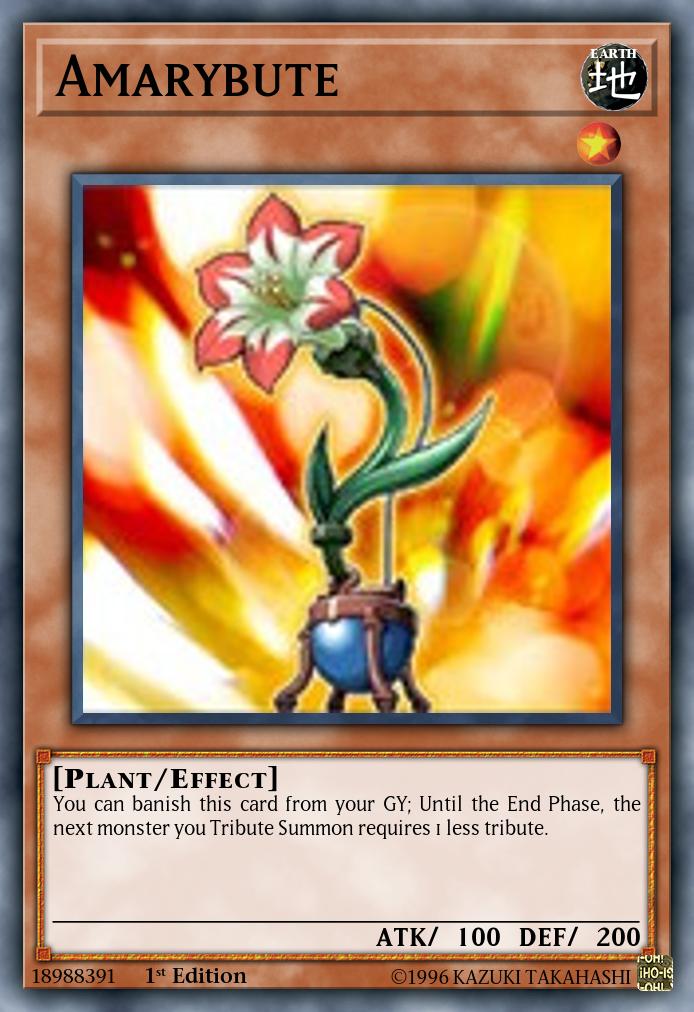 AMARYBUTE
EARTH
地
[PLANT/EFFECT]
You can banish this card from your GY; Until the End Phase, the
next monster you Tribute Summon requires 1 less tribute.
ATK/ 100 DEF/ 200
18988391 1st Edition ©1996 KAZUKI TAKAHASHI